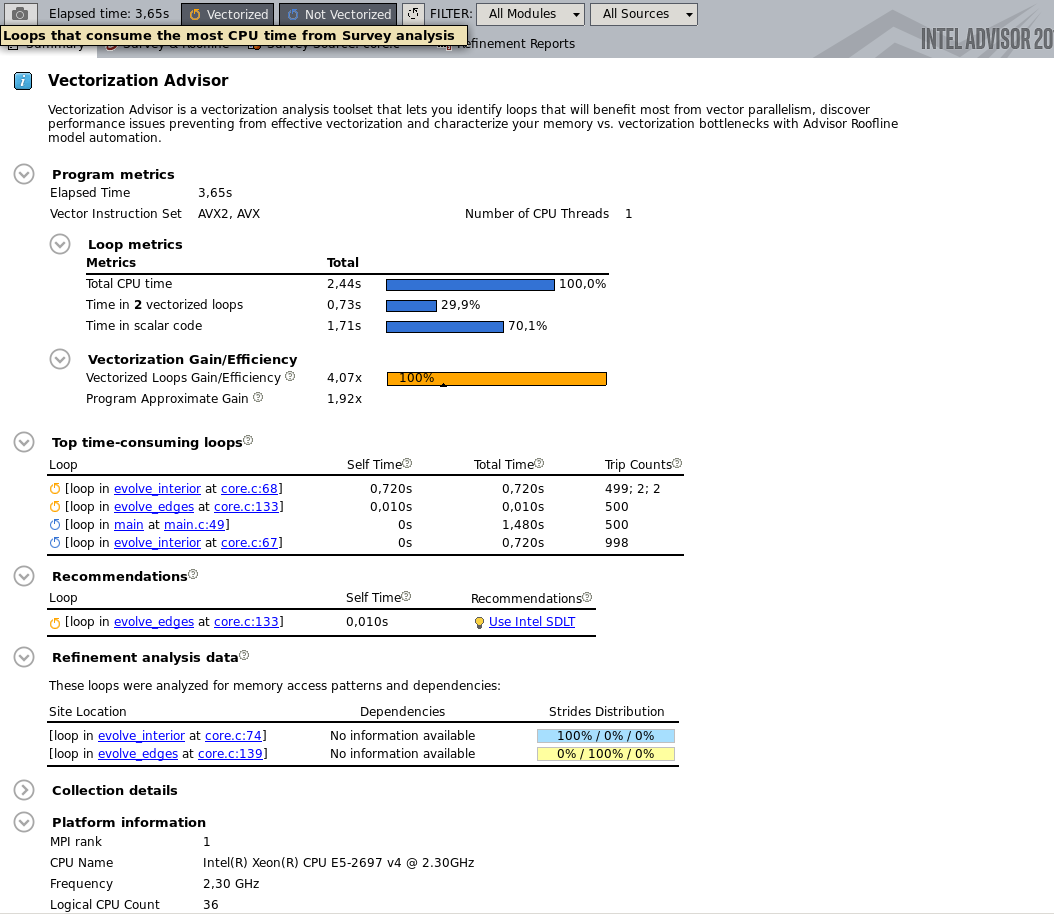 Elapsed time: 3,65s Vectorized Not Vectorized FILTER: All Modules All Sources
Loops that consume the most CPU time from Survey analysis
Refinement Reports
INTEL ADVISOR 20
Vectorization Advisor
Vectorization Advisor is a vectorization analysis toolset that lets you identify loops that will benefit most from vector parallelism, discover
performance issues preventing from effective vectorization and characterize your memory vs. vectorization bottlenecks with Advisor Roofline
model automation.
Program metrics
Elapsed Time 3,65s
Vector Instruction Set AVX2, AVX Number of CPU Threads 1
Loop metrics
Metrics Total
Total CPU time 2,44s 100,0%
Time in 2 vectorized loops 0,73s 29,9%
Time in scalar code 1,71s 70,1%
Vectorization Gain/Efficiency
Vectorized Loops Gain/Efficiency 4,07x 100%
Program Approximate Gain 1,92x
Top time-consuming loops
Loop Self Time Total Time Trip Counts
[loop in evolve_interior at core.c:68] 0,720s 0,720s 499; 2; 2
[loop in evolve_edges at core.c:133] 0,010s 0,010s 500
[loop in main at main.c:49] 0s 1,480s 500
[loop in evolve_interior at core.c:67] 0s 0,720s 998
Recommendations
Loop Self Time Recommendations
[loop in evolve_edges at core.c:133] 0,010s Use Intel SDLT
Refinement analysis data
These loops were analyzed for memory access patterns and dependencies:
Site Location Dependencies Strides Distribution
[loop in evolve_interior at core.c:74] No information available 100% / 0% / 0%
[loop in evolve_edges at core.c:139] No information available 0% / 100% / 0%
Collection details
Platform information
MPI rank 1
CPU Name Intel(R) Xeon(R) CPU E5-2697 v4 @ 2.30GHz
Frequency 2,30 GHz
Logical CPU Count 36